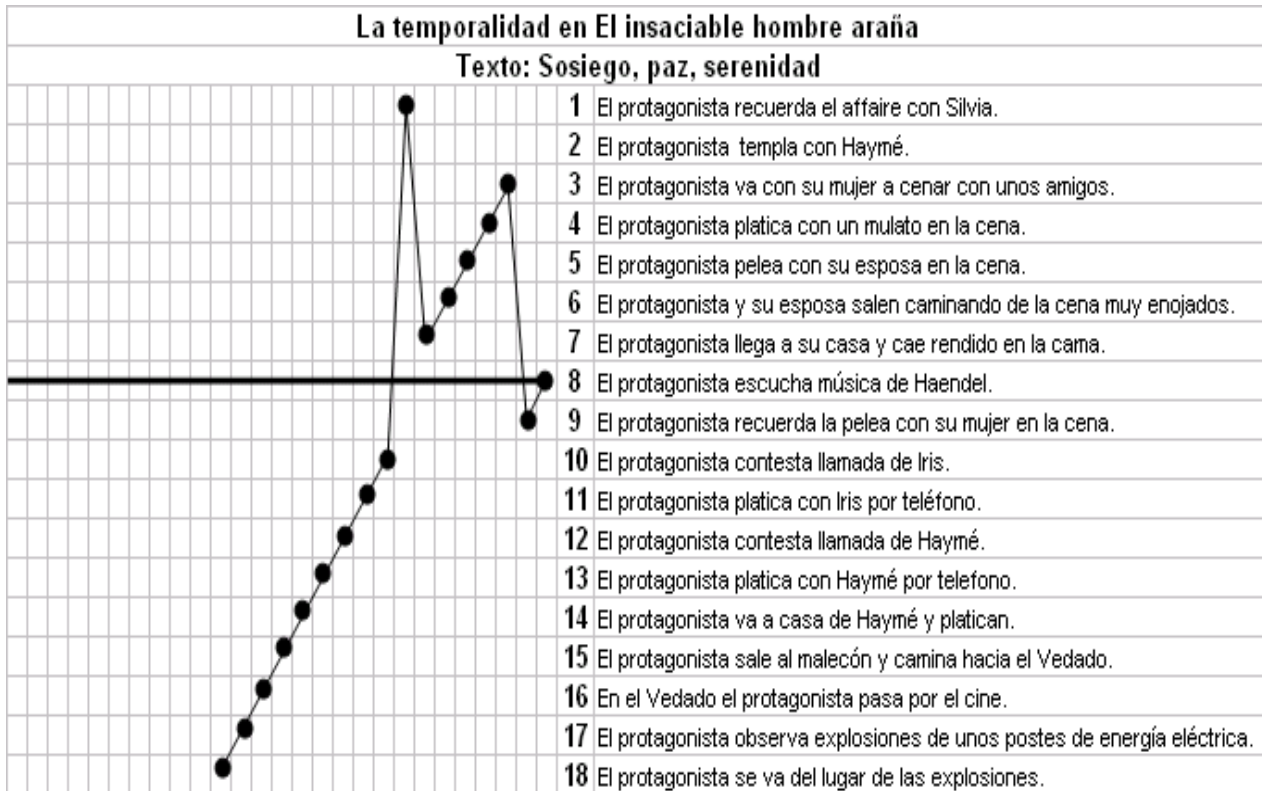 La temporalidad en El insaciable hombre araña
Texto: Sosiego, paz, serenidad
1 El protagonista recuerda el affaire con Silvia.
2 El protagonista templa con Haymé.
3 El protagonista va con su mujer a cenar con unos amigos.
4 El protagonista platica con un mulato en la cena.
5 El protagonista pelea con su esposa en la cena.
6 El protagonista y su esposa salen caminando de la cena muy enojados.
7 El protagonista llega a su casa y cae rendido en la cama.
8 El protagonista escucha música de Haendel.
9 El protagonista recuerda la pelea con su mujer en la cena.
10 El protagonista contesta llamada de Iris.
11 El protagonista platica con Iris por teléfono.
12 El protagonista contesta llamada de Haymé.
13 El protagonista platica con Haymé por telefono.
14 El protagonista va a casa de Haymé y platican.
15 El protagonista sale al malecón y camina hacia el Vedado.
16 En el Vedado el protagonista pasa por el cine.
17 El protagonista observa explosiones de unos postes de energía eléctrica.
18 El protagonista se va del lugar de las explosiones.